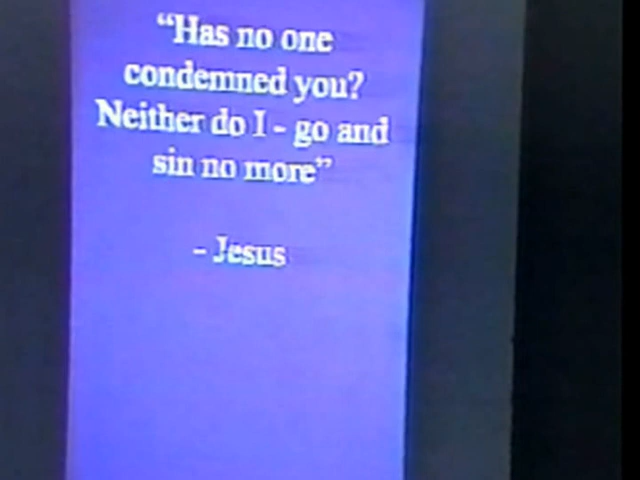 “Has no one
condemned you?
Neither do I - go and
sin no more”
- Jesus